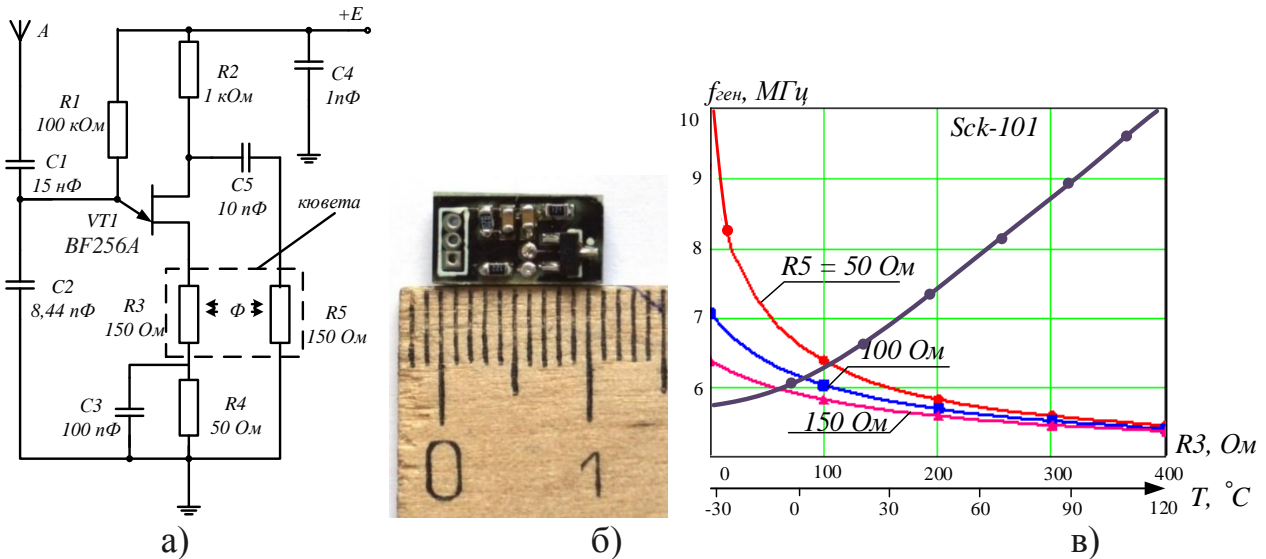 A
+E
R2
1 кОм
C4
1пФ
R1
100 кОм
C1
15 нФ
C5
10 пФ
кювета
VT1
BF256A
C2
8,44 пФ
R3
150 Ом
Ф
R5
150 Ом
C3
100 пФ
R4
50 Ом
а)
0
1
б)
fген, МГц
10
9
8
7
6
Sck-101
R5 = 50 Ом
100 Ом
150 Ом
0
100
200
300
400
R3, Ом
-30
0
30
60
90
120
T, °C
в)